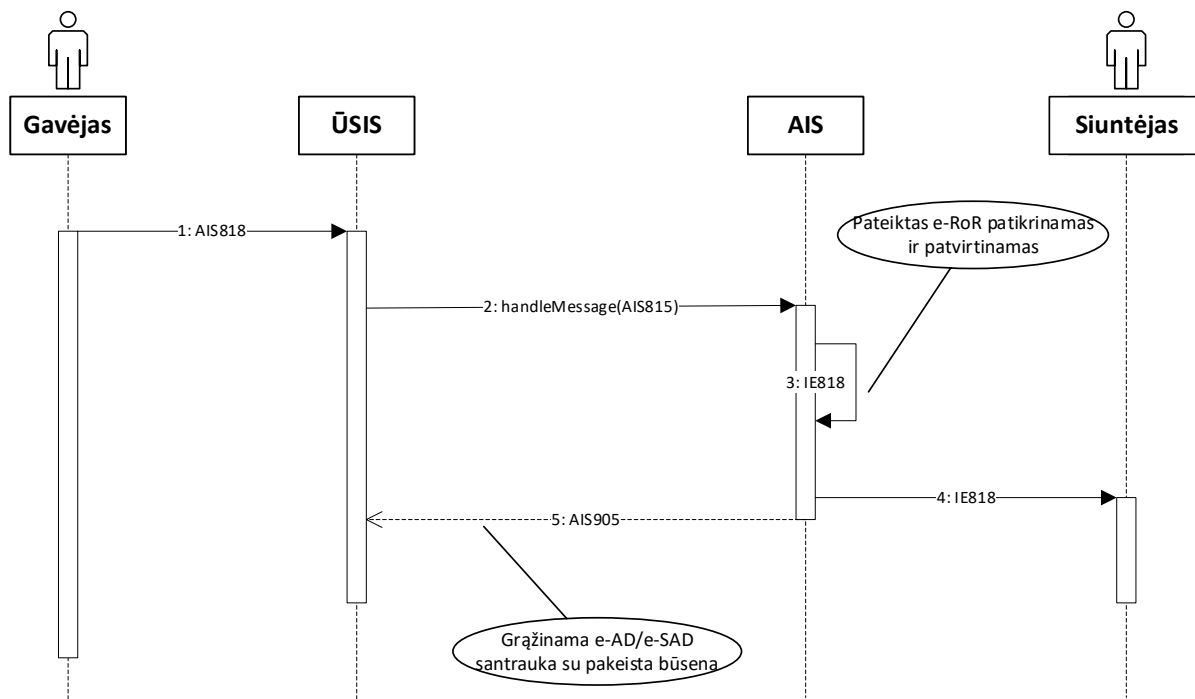 Gavėjas
ŪSIS
AIS
Siuntėjas
Pateiktas e-RoR patikrinamas
ir patvirtinamas
1: AIS818
2: handleMessage(AIS815)
3: IE818
4: IE818
5: AIS905
Grąžinama e-AD/e-SAD
santrauka su pakeista būsena